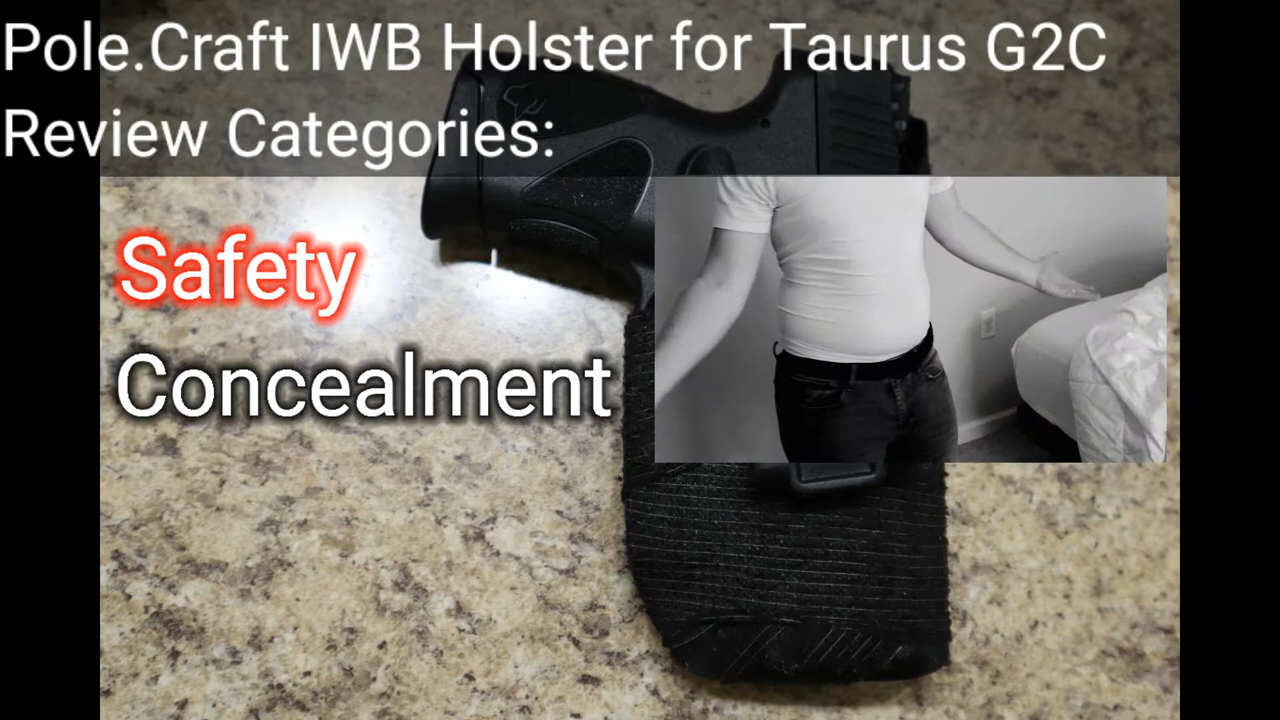 Pole.Craft IWB Holster for Taurus G2C
Review Categories:
Safety
Concealment